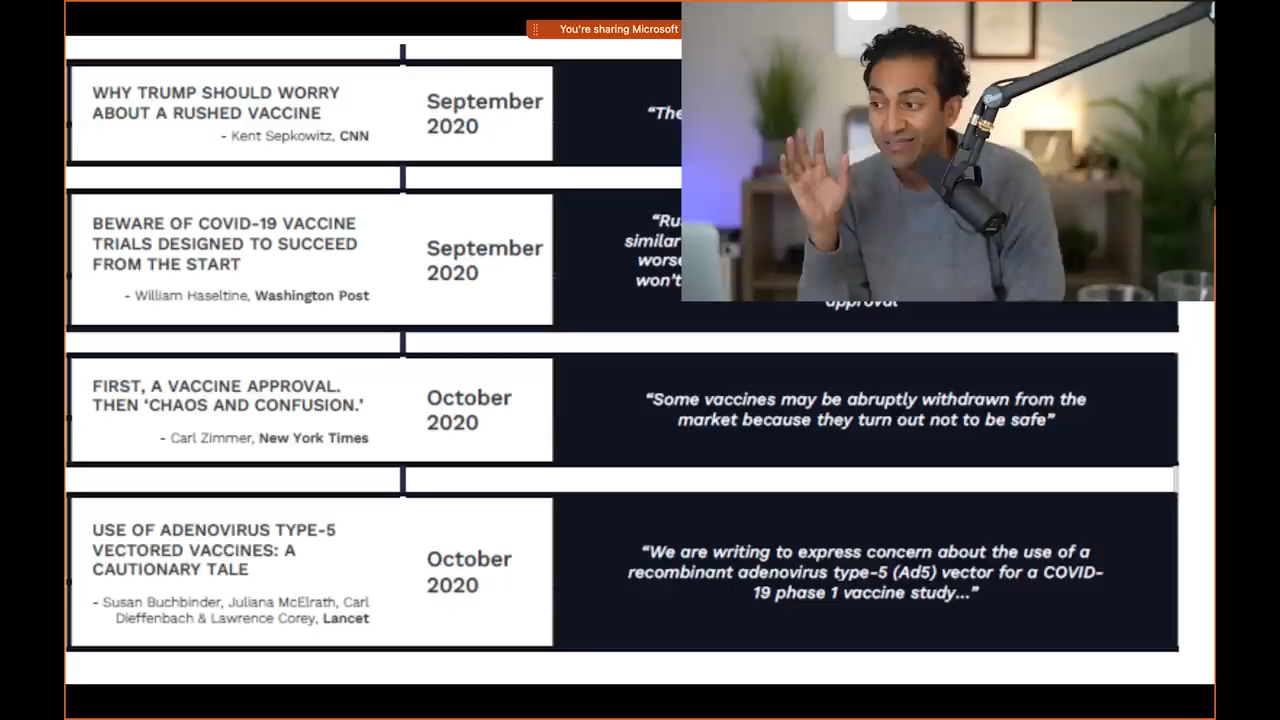 You're sharing Microsoft
WHY TRUMP SHOULD WORRY
ABOUT A RUSHED VACCINE
- Kent Sepkowitz, CNN
September
2020
“The
BEWARE OF COVID-19 VACCINE
TRIALS DESIGNED TO SUCCEED
FROM THE START
- William Haseltine, Washington Post
September
2020
similar
won't
approval
FIRST, A VACCINE APPROVAL.
THEN ‘CHAOS AND CONFUSION.’
- Carl Zimmer, New York Times
October
2020
“Some vaccines may be abruptly withdrawn from the
market because they turn out not to be safe”
USE OF ADENOVIRUS TYPE-5
VECTORED VACCINES: A
CAUTIONARY TALE
- Susan Buchbinder, Juliana McElrath, Carl
Dieffenbach & Lawrence Corey, Lancet
October
2020
“We are writing to express concern about the use of a
recombinant adenovirus type-5 (Ad5) vector for a COVID-
19 phase 1 vaccine study...”